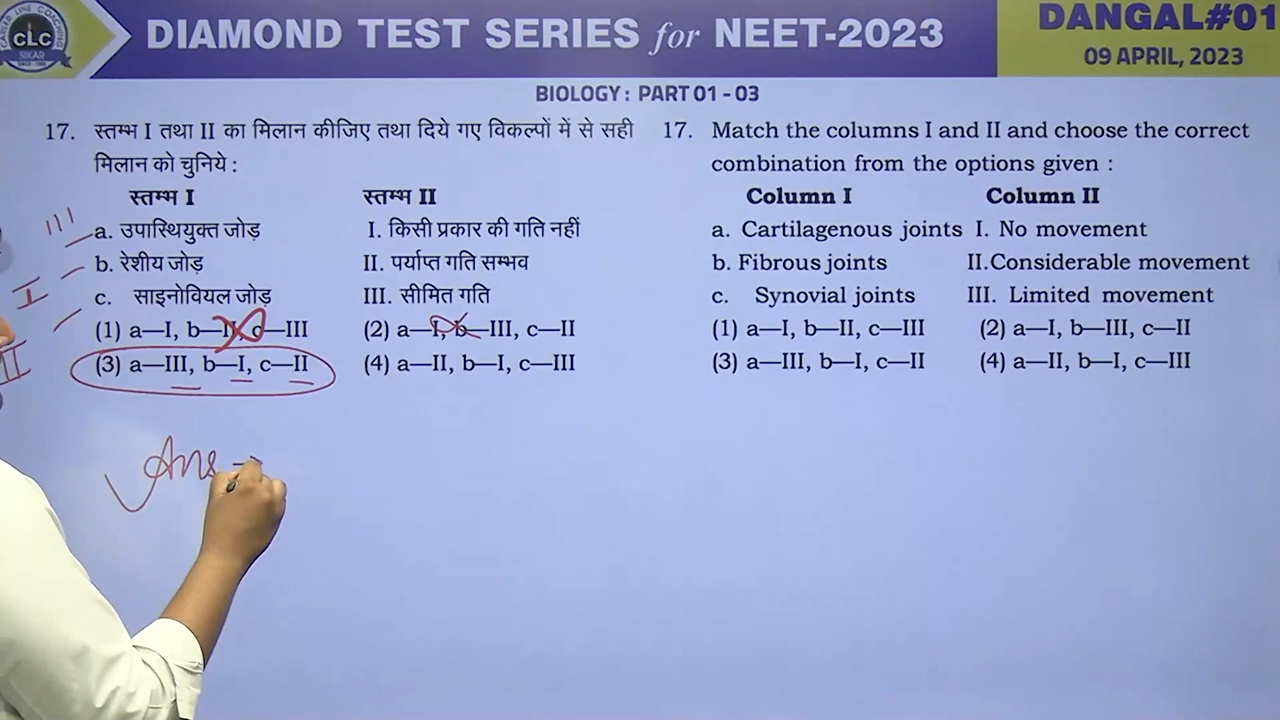 CAREER LINE COACHINGS
CLC
SIKAR
DIAMOND TEST SERIES for NEET-2023
DANGAL#01
09 APRIL, 2023
BIOLOGY : PART 01 - 03
17. स्तम्भ I तथा II का मिलान कीजिए तथा दिये गए विकल्पों में से सही
मिलान को चुनिये :
स्तम्भ I स्तम्भ II
a. उपास्थियुक्त जोड़ I. किसी प्रकार की गति नहीं
b. रेशीय जोड़ II. पर्याप्त गति सम्भव
c. साइनोवियल जोड़ III. सीमित गति
(1) a—I, b—II, c—III (2) a—I, b—III, c—II
(3) a—III, b—I, c—II (4) a—II, b—I, c—III
III
I
II
Ans
17. Match the columns I and II and choose the correct
combination from the options given :
Column I Column II
a. Cartilagenous joints I. No movement
b. Fibrous joints II.Considerable movement
c. Synovial joints III. Limited movement
(1) a—I, b—II, c—III (2) a—I, b—III, c—II
(3) a—III, b—I, c—II (4) a—II, b—I, c—III